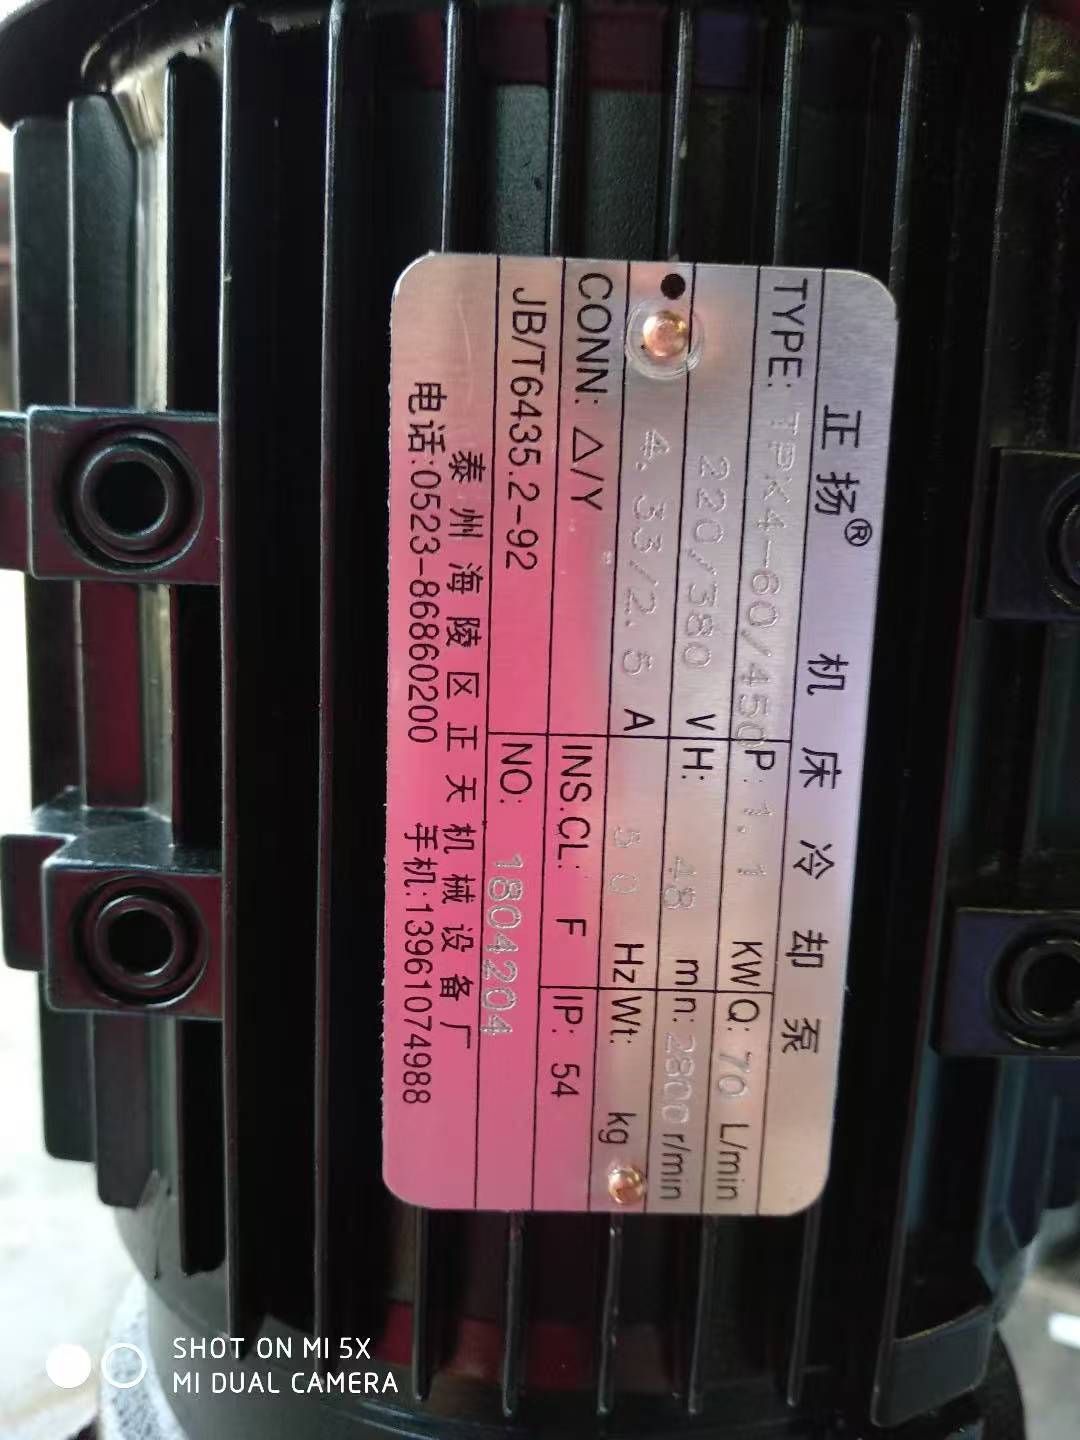 正扬® 机床冷却泵
TYPE: TPX4-60/450 P: 1.1 KW Q: 70 L/min
220/380 V H: 48 m n: 2800 r/min
4.33/2.5 A 50 Hz Wt: kg
CONN: △/Y INS.CL: F IP: 54
JB/T6435.2-92 NO: 1804204
泰州海陵区正天机械设备厂
电话:0523-86860200 手机:13961074988
SHOT ON MI 5X
MI DUAL CAMERA